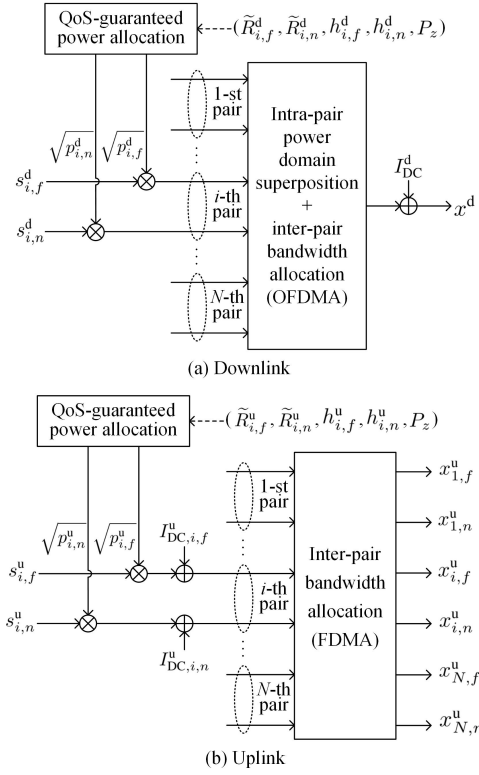 QoS-guaranteed
power allocation
( R̃^d_{i,f}, R̃^d_{i,n}, h^d_{i,f}, h^d_{i,n}, P_z )
√p^d_{i,n} √p^d_{i,f}
s^d_{i,f}
s^d_{i,n}
1-st
pair
⋮
i-th
pair
⋮
N-th
pair
Intra-pair
power
domain
superposition
+
inter-pair
bandwidth
allocation
(OFDMA)
I^d_{DC}
x^d
(a) Downlink
QoS-guaranteed
power allocation
( R̃^u_{i,f}, R̃^u_{i,n}, h^u_{i,f}, h^u_{i,n}, P_z )
√p^u_{i,n} √p^u_{i,f}
I^u_{DC,i,f}
s^u_{i,f}
s^u_{i,n}
I^u_{DC,i,n}
1-st
pair
⋮
i-th
pair
⋮
N-th
pair
Inter-pair
bandwidth
allocation
(FDMA)
x^u_{1,f}
x^u_{1,n}
x^u_{i,f}
x^u_{i,n}
x^u_{N,f}
x^u_{N,r
(b) Uplink